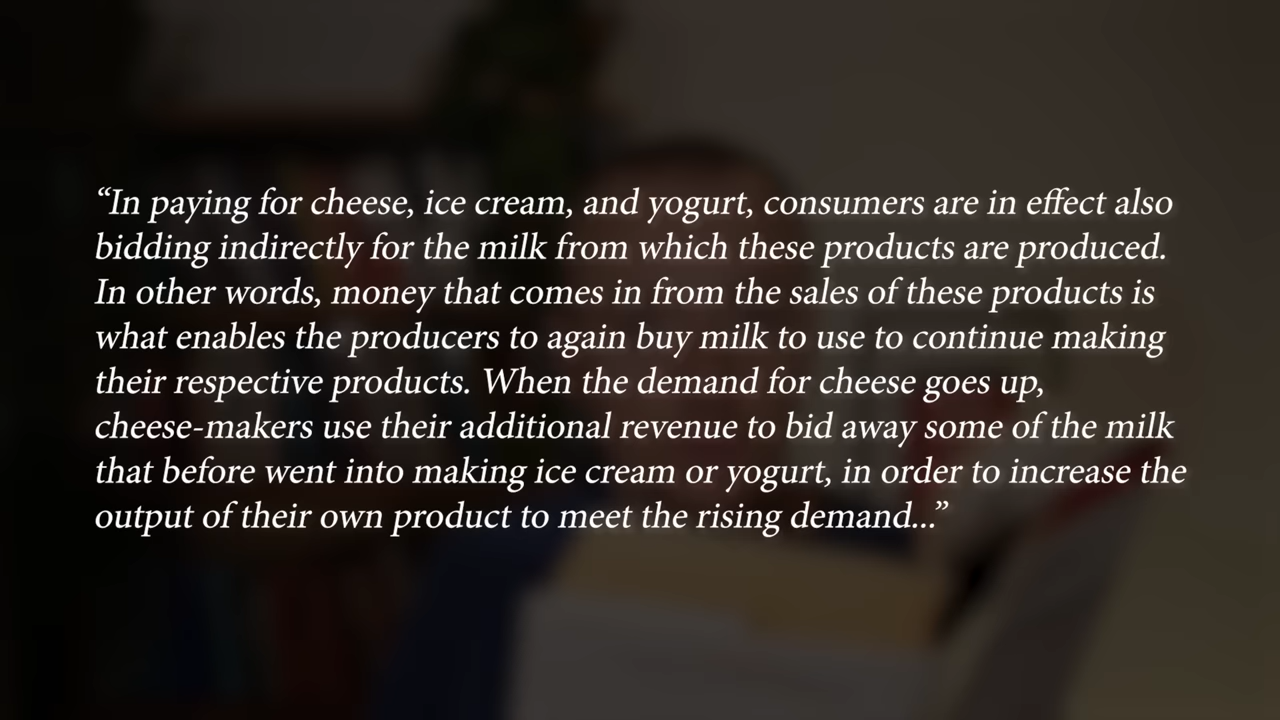 “In paying for cheese, ice cream, and yogurt, consumers are in effect also
bidding indirectly for the milk from which these products are produced.
In other words, money that comes in from the sales of these products is
what enables the producers to again buy milk to use to continue making
their respective products. When the demand for cheese goes up,
cheese-makers use their additional revenue to bid away some of the milk
that before went into making ice cream or yogurt, in order to increase the
output of their own product to meet the rising demand...”